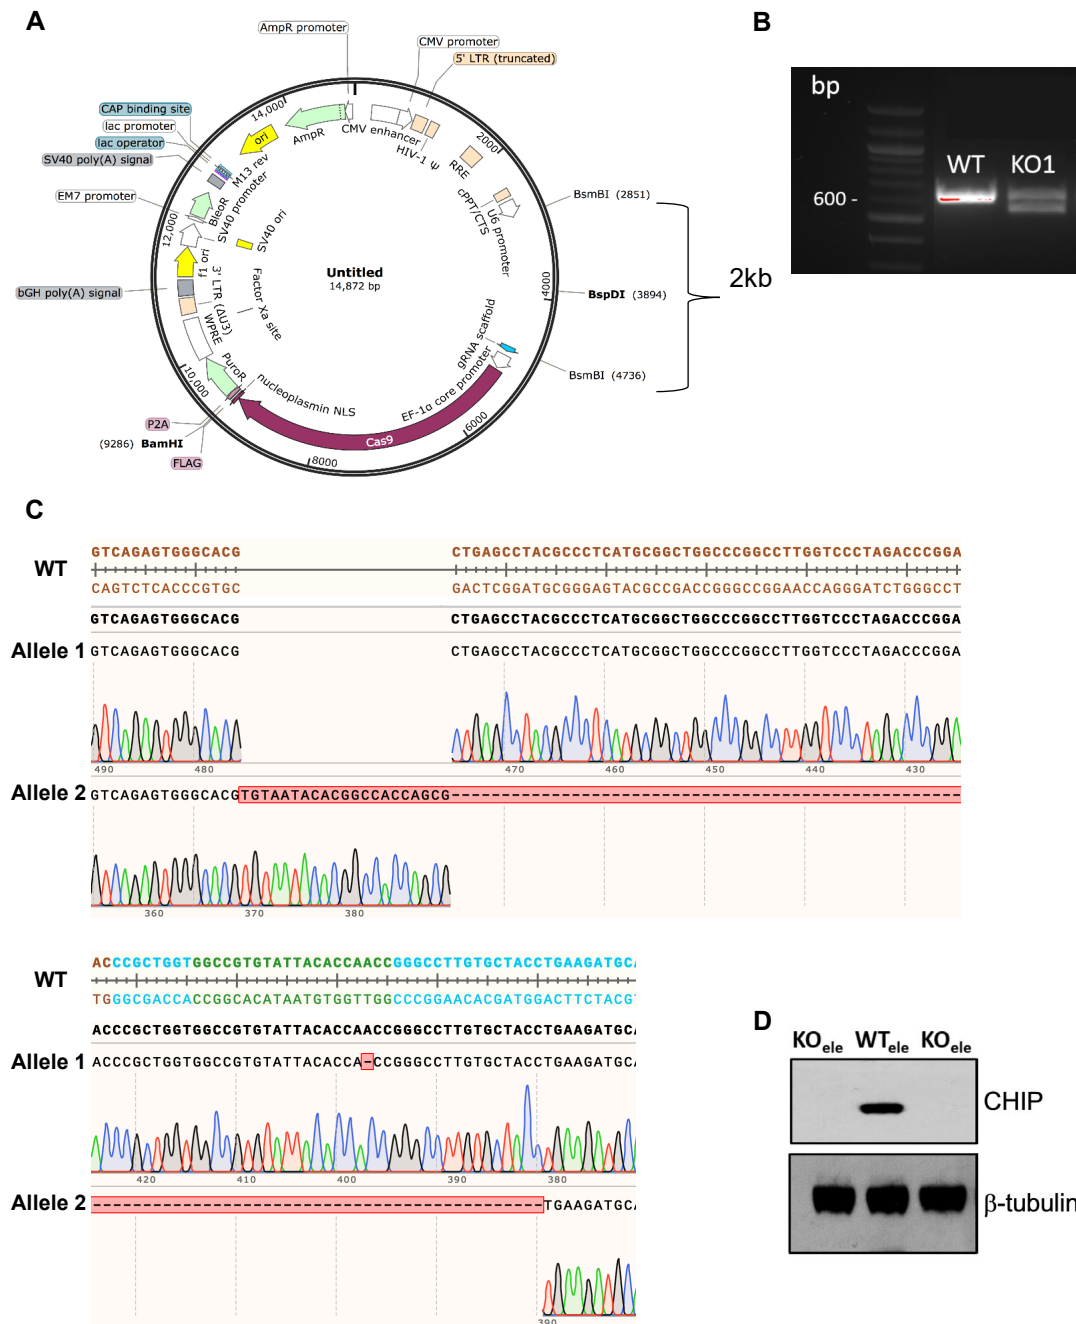 A
AmpR promoter
CMV promoter
5' LTR (truncated)
CAP binding site
lac promoter
lac operator
SV40 poly(A) signal
EM7 promoter
bGH poly(A) signal
14,000
2000
4000
6000
8000
10,000
12,000
ori
AmpR
CMV enhancer
HIV-1 Ψ
RRE
cPPT/CTS
U6 promoter
M13 rev
SV40 promoter
BleoR
SV40 ori
f1 ori
3' LTR (ΔU3)
Factor Xa site
WPRE
PuroR
nucleoplasmin NLS
gRNA scaffold
EF-1α core promoter
Cas9
Untitled
14,872 bp
BsmBI (2851)
BspDI (3894)
BsmBI (4736)
2kb
P2A
(9286) BamHI
FLAG
B
bp
WT
KO1
600 -
C
WT
GTCAGAGTGGGCACG CTGAGCCTACGCCCTCATGCGGCTGGCCCGGCCTTGGTCCCTAGACCCGGA
CAGTCTCACCCGTGC GACTCGGATGCGGGAGTACGCCGACCGGGCCGGAACCAGGGATCTGGGCCT
GTCAGAGTGGGCACG CTGAGCCTACGCCCTCATGCGGCTGGCCCGGCCTTGGTCCCTAGACCCGGA
Allele 1 GTCAGAGTGGGCACG CTGAGCCTACGCCCTCATGCGGCTGGCCCGGCCTTGGTCCCTAGACCCGGA
490 480 470 460 450 440 430
Allele 2 GTCAGAGTGGGCACGTGTAATACACGGCCACCAGCG---------------------------------------------------
360 370 380
WT
ACCCGCTGGTGGCCGTGTATTACACCAACCGGGCCTTGTGCTACCTGAAGATGC
TGGGCGACCACCGGCACATAATGTGGTTGGCCCGGAACACGATGGACTTCTACG
ACCCGCTGGTGGCCGTGTATTACACCAACCGGGCCTTGTGCTACCTGAAGATGC
Allele 1 ACCCGCTGGTGGCCGTGTATTACACCA-CCGGGCCTTGTGCTACCTGAAGATGC
420 410 400 390 380
Allele 2 ---------------------------------------------TGAAGATGC
390
D
KOele WTele KOele
CHIP
β-tubulin